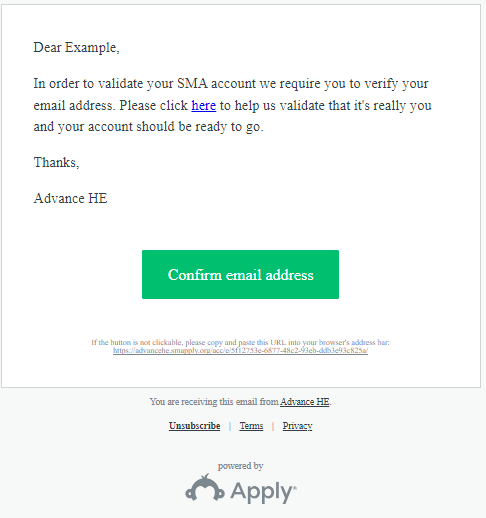 Dear Example,
In order to validate your SMA account we require you to verify your
email address. Please click here to help us validate that it's really you
and your account should be ready to go.
Thanks,
Advance HE
Confirm email address
If the button is not clickable, please copy and paste this URL into your browser's address bar:
https://advancehe.smapply.org/acc/e/5f12753e-6877-48c2-93eb-ddb3e93c825a/
You are receiving this email from Advance HE.
Unsubscribe | Terms | Privacy
powered by
Apply